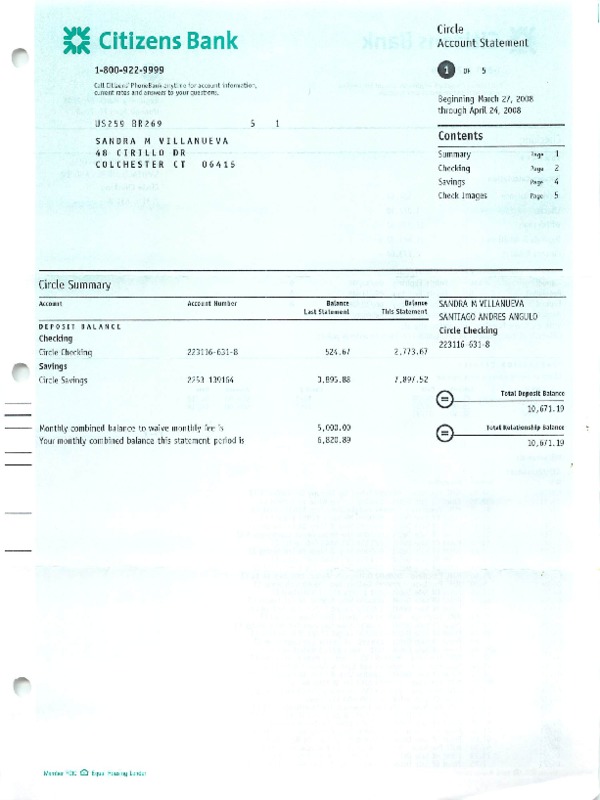 Citizens Bank
1-800-922-9999
Call Citizens' PhoneBank anytime for account information,
current rates and answers to your questions.
US259 BR269 5 1
SANDRA M VILLANUEVA
48 CIRILLO DR
COLCHESTER CT 06415
Circle
Account Statement
1 OF 5
Beginning March 27, 2008
through April 24, 2008
Contents
Summary Page 1
Checking Page 2
Savings Page 4
Check Images Page 5
Circle Summary
Account Account Number Balance Last Statement Balance This Statement
DEPOSIT BALANCE
Checking
Circle Checking 223116-631-8 524.67 2,773.67
Savings
Circle Savings 7,897.52
SANDRA M VILLANUEVA
SANTIAGO ANDRES ANGULO
Circle Checking
223116-631-8
Total Deposit Balance
10,671.19
Monthly combined balance to waive monthly fee is 5,000.00
Your monthly combined balance this statement period is 6,820.89
Total Relationship Balance
10,671.19
Member FDIC Equal Housing Lender